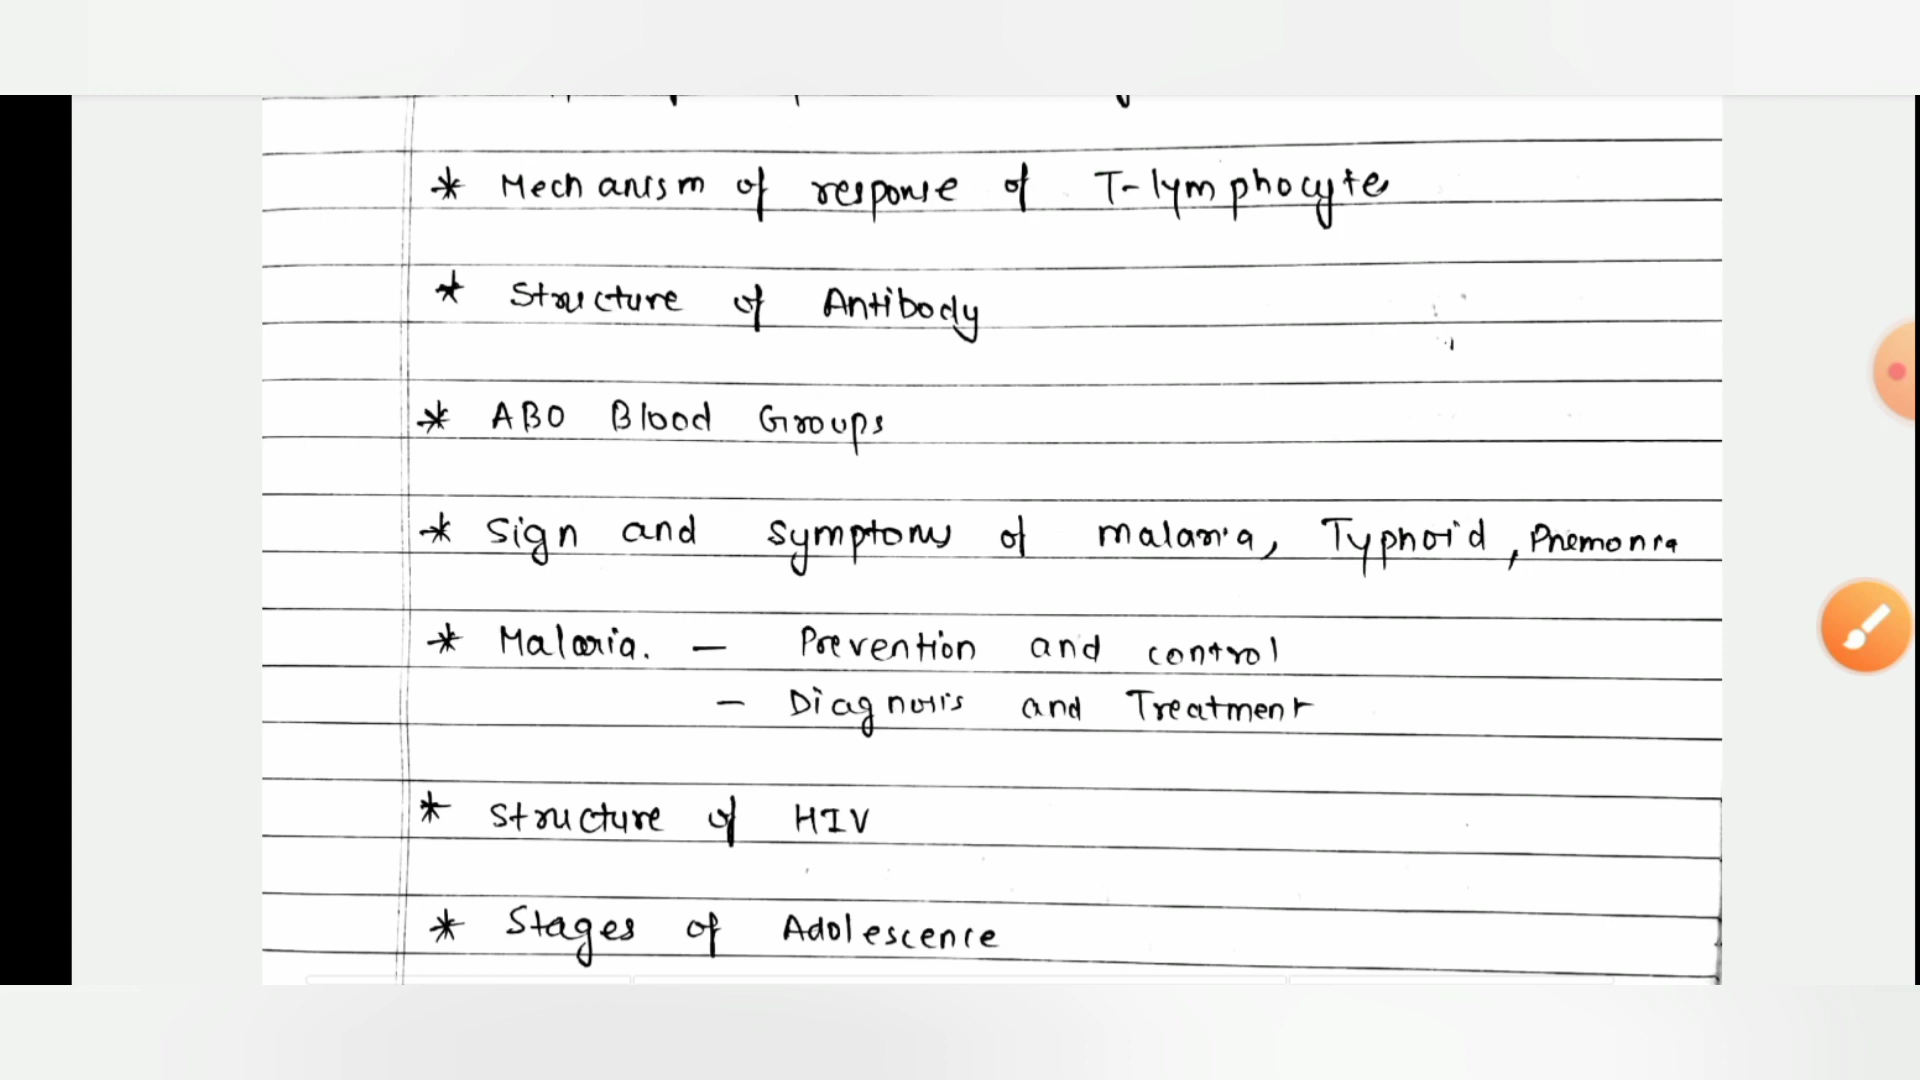 * Mechanism of response of T-lymphocyte
* Structure of Antibody
* ABO Blood Groups
* Sign and symptoms of malaria, Typhoid, Pnemonia
* Malaria. - Prevention and control
- Diagnosis and Treatment
* Structure of HIV
* Stages of Adolescence